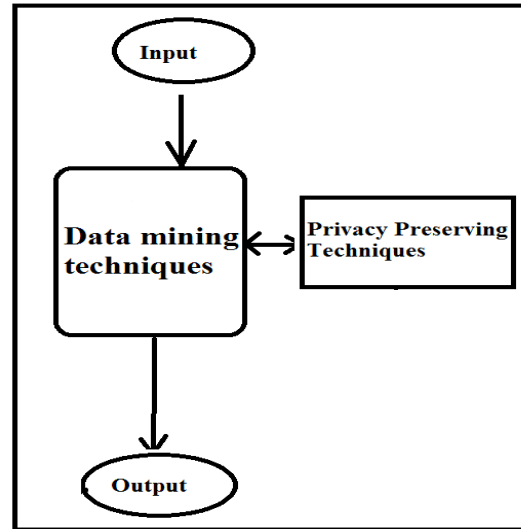 Input
Data mining
techniques
Privacy Preserving
Techniques
Output